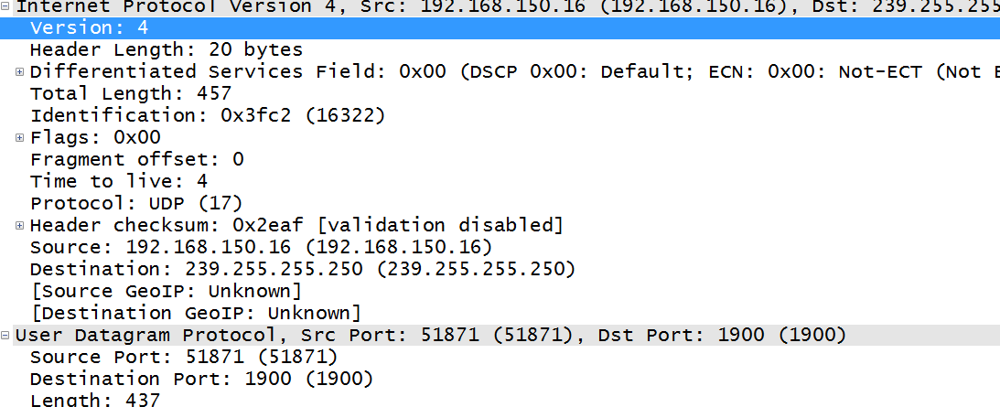 Internet Protocol Version 4, Src: 192.168.150.16 (192.168.150.16), Dst: 239.255.255
Version: 4
Header Length: 20 bytes
Differentiated Services Field: 0x00 (DSCP 0x00: Default; ECN: 0x00: Not-ECT (Not E
Total Length: 457
Identification: 0x3fc2 (16322)
Flags: 0x00
Fragment offset: 0
Time to live: 4
Protocol: UDP (17)
Header checksum: 0x2eaf [validation disabled]
Source: 192.168.150.16 (192.168.150.16)
Destination: 239.255.255.250 (239.255.255.250)
[Source GeoIP: Unknown]
[Destination GeoIP: Unknown]
User Datagram Protocol, Src Port: 51871 (51871), Dst Port: 1900 (1900)
Source Port: 51871 (51871)
Destination Port: 1900 (1900)
Length: 437